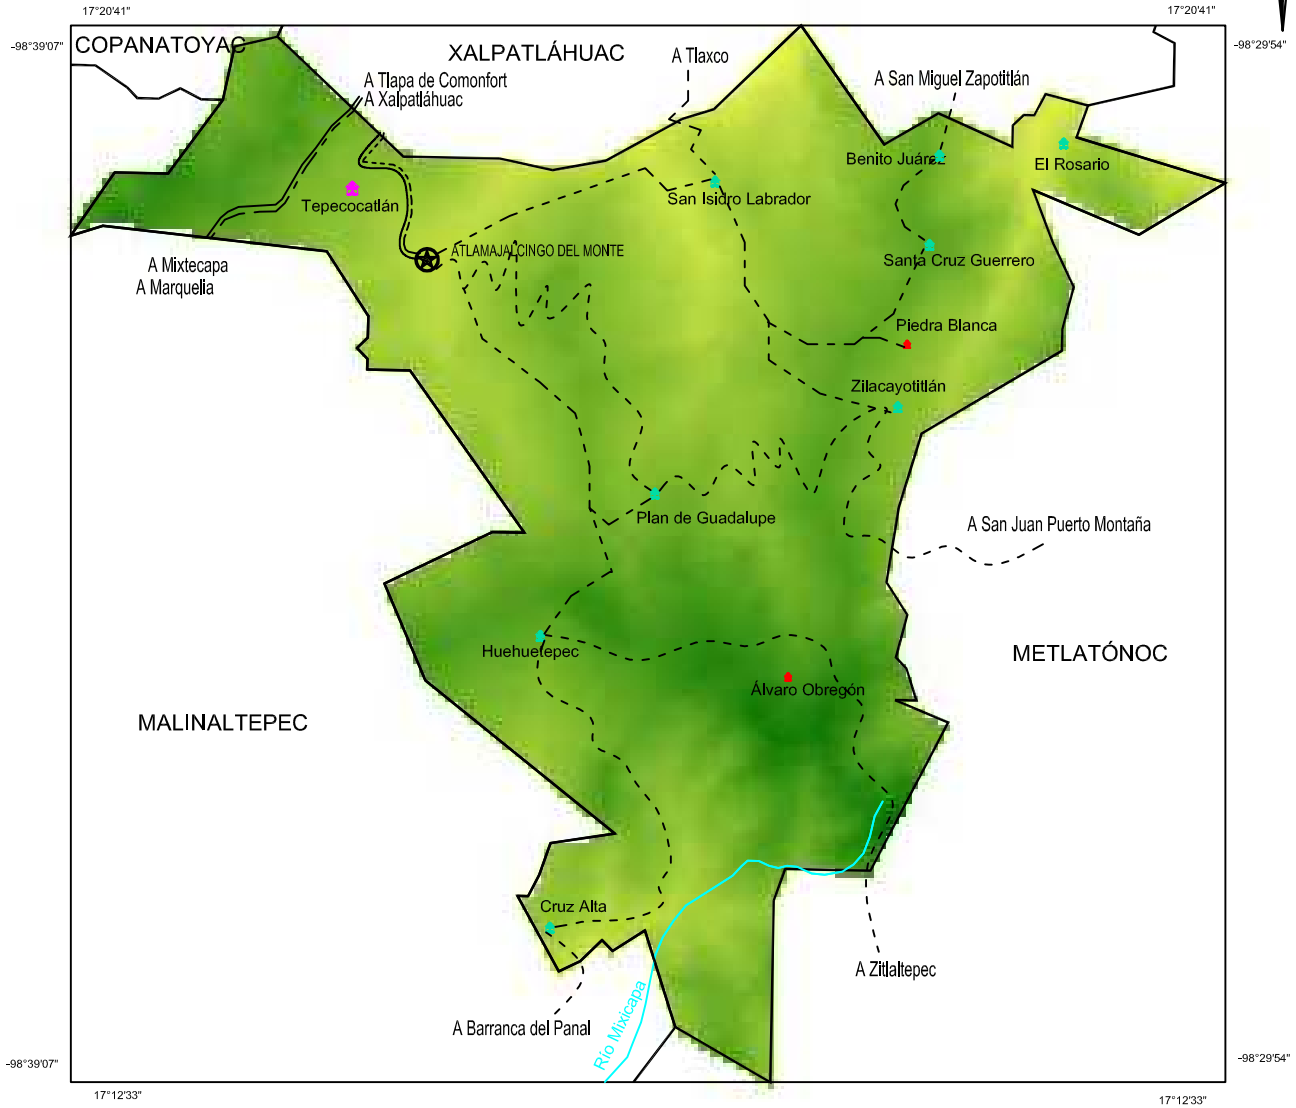 17°20'41"
17°20'41"
-98°39'07"
-98°29'54"
COPANATOYAC
XALPATLÁHUAC
A Tlaxco
A Tlapa de Comonfort
A Xalpatláhuac
A San Miguel Zapotitlán
Benito Juárez
El Rosario
Tepecocatlán
San Isidro Labrador
ATLAMAJALCINGO DEL MONTE
Santa Cruz Guerrero
A Mixtecapa
A Marquelia
Piedra Blanca
Zilacayotitlán
Plan de Guadalupe
A San Juan Puerto Montaña
Huehuetepec
METLATÓNOC
Álvaro Obregón
MALINALTEPEC
Cruz Alta
A Zitlaltepec
A Barranca del Panal
Río Mixicapa
-98°39'07"
-98°29'54"
17°12'33"
17°12'33"